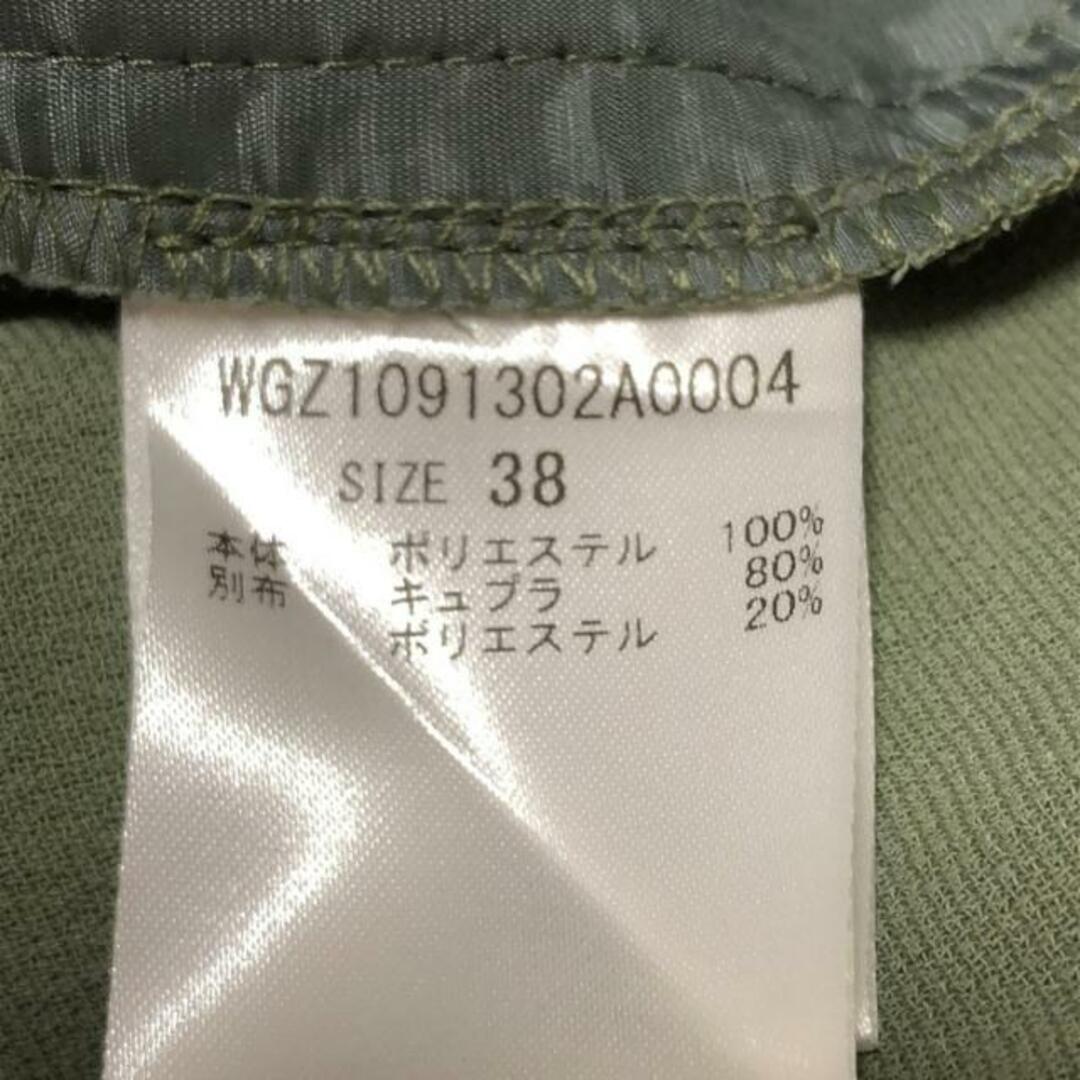 WGZ1091302A0004
SIZE 38
本体 ポリエステル 100%
別布 キュプラ 80%
ポリエステル 20%